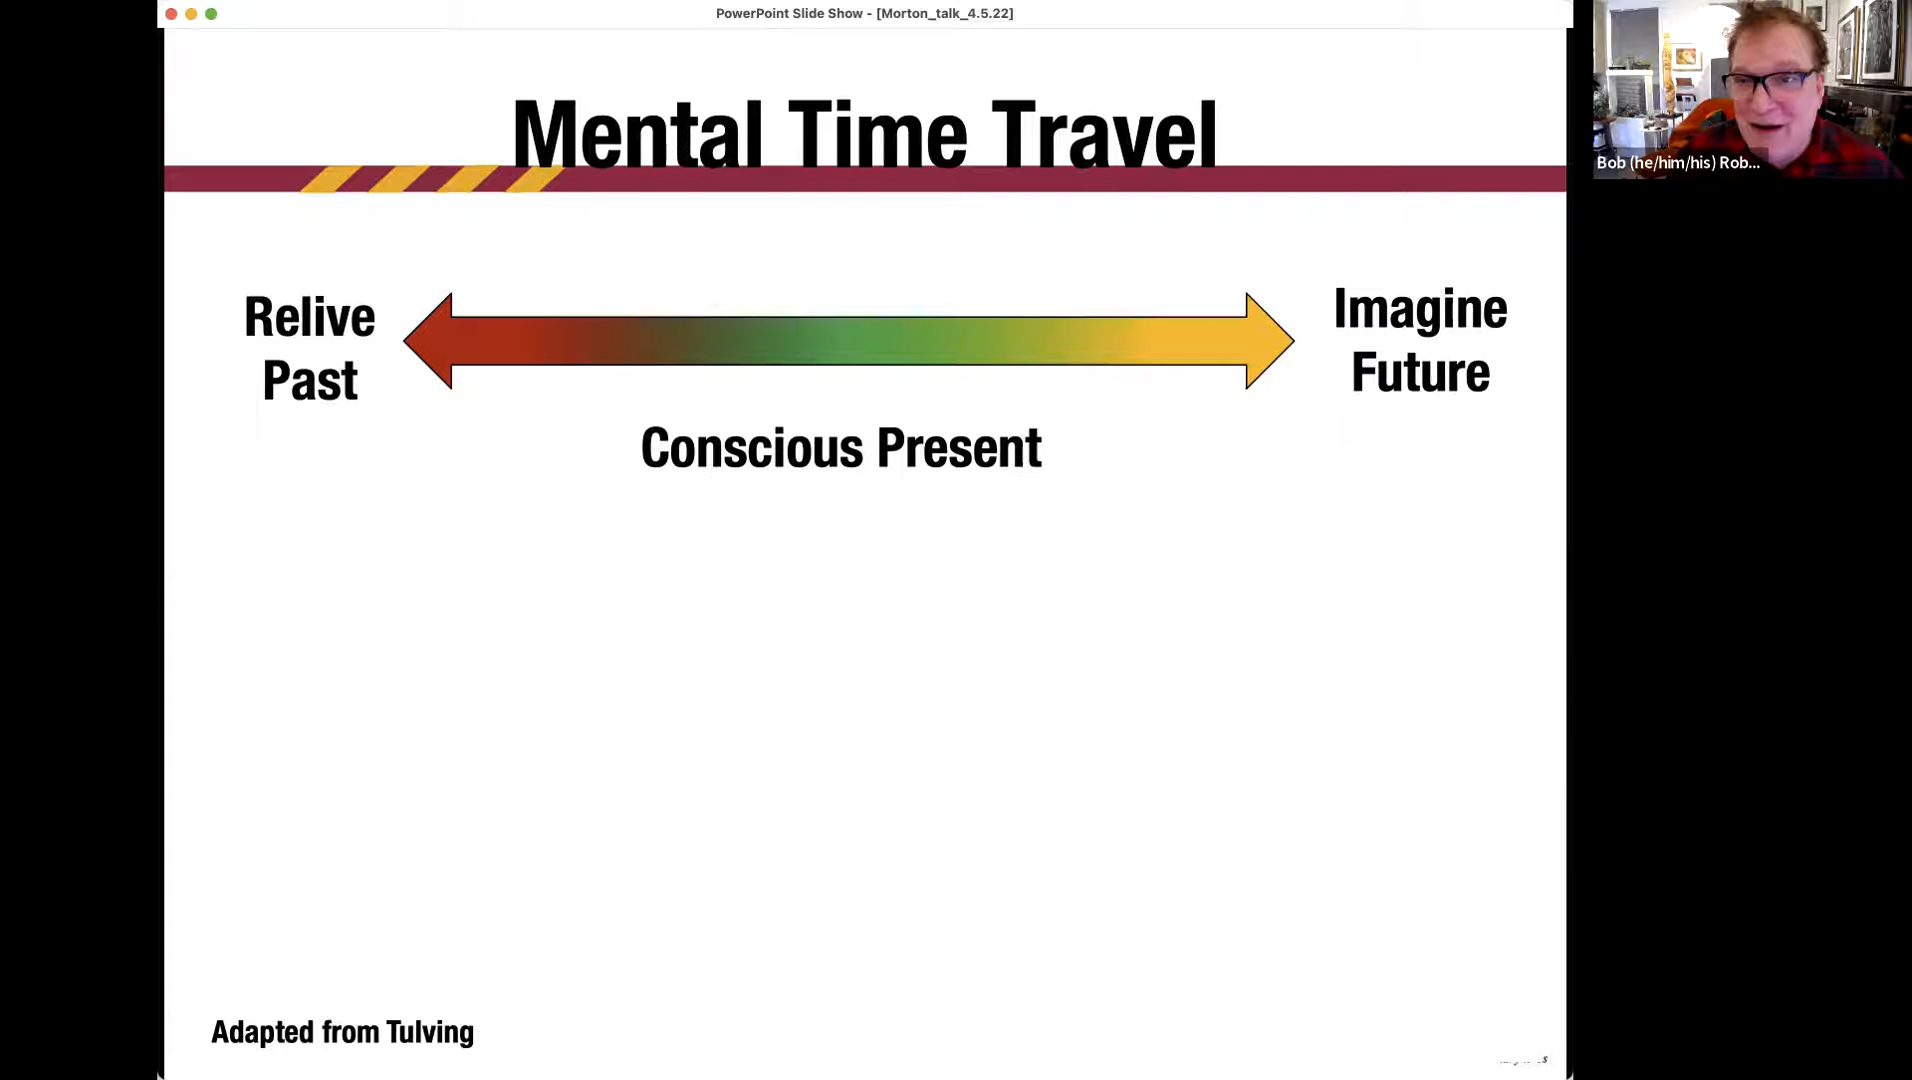 PowerPoint Slide Show - [Morton_talk_4.5.22]
Mental Time Travel
Relive
Past
Imagine
Future
Conscious Present
Adapted from Tulving
Bob (he/him/his) Rob...